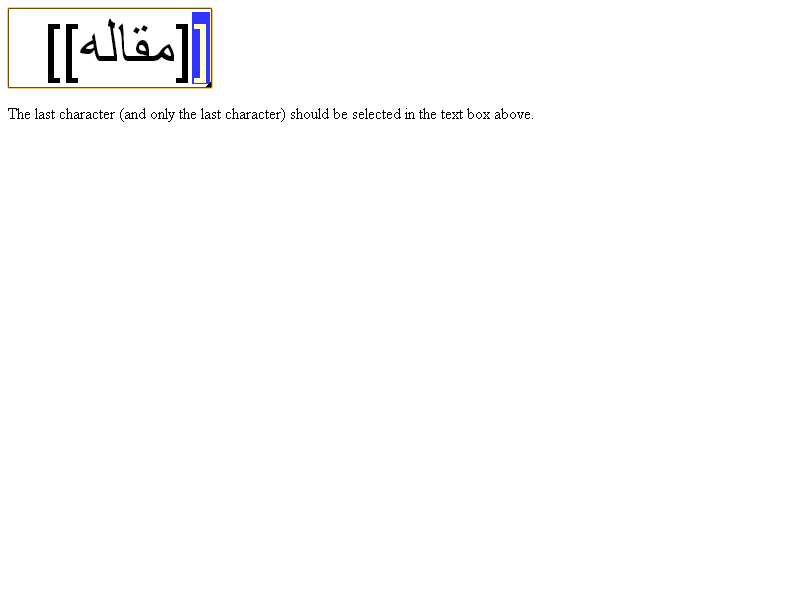 [[مقاله]]
The last character (and only the last character) should be selected in the text box above.